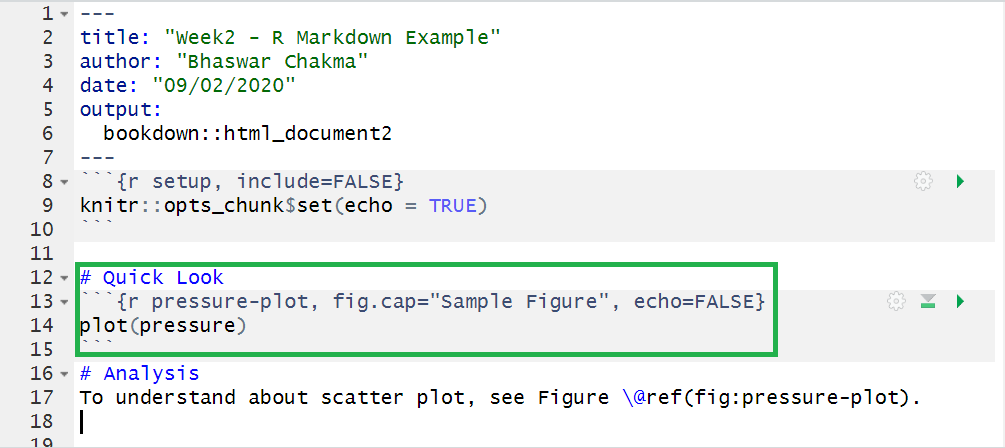 1 ---
2 title: "Week2 - R Markdown Example"
3 author: "Bhaswar Chakma"
4 date: "09/02/2020"
5 output:
6   bookdown::html_document2
7 ---
8 ```{r setup, include=FALSE}
9 knitr::opts_chunk$set(echo = TRUE)
10 ```
11
12 # Quick Look
13 ```{r pressure-plot, fig.cap="Sample Figure", echo=FALSE}
14 plot(pressure)
15 ```
16 # Analysis
17 To understand about scatter plot, see Figure \@ref(fig:pressure-plot).
18
19